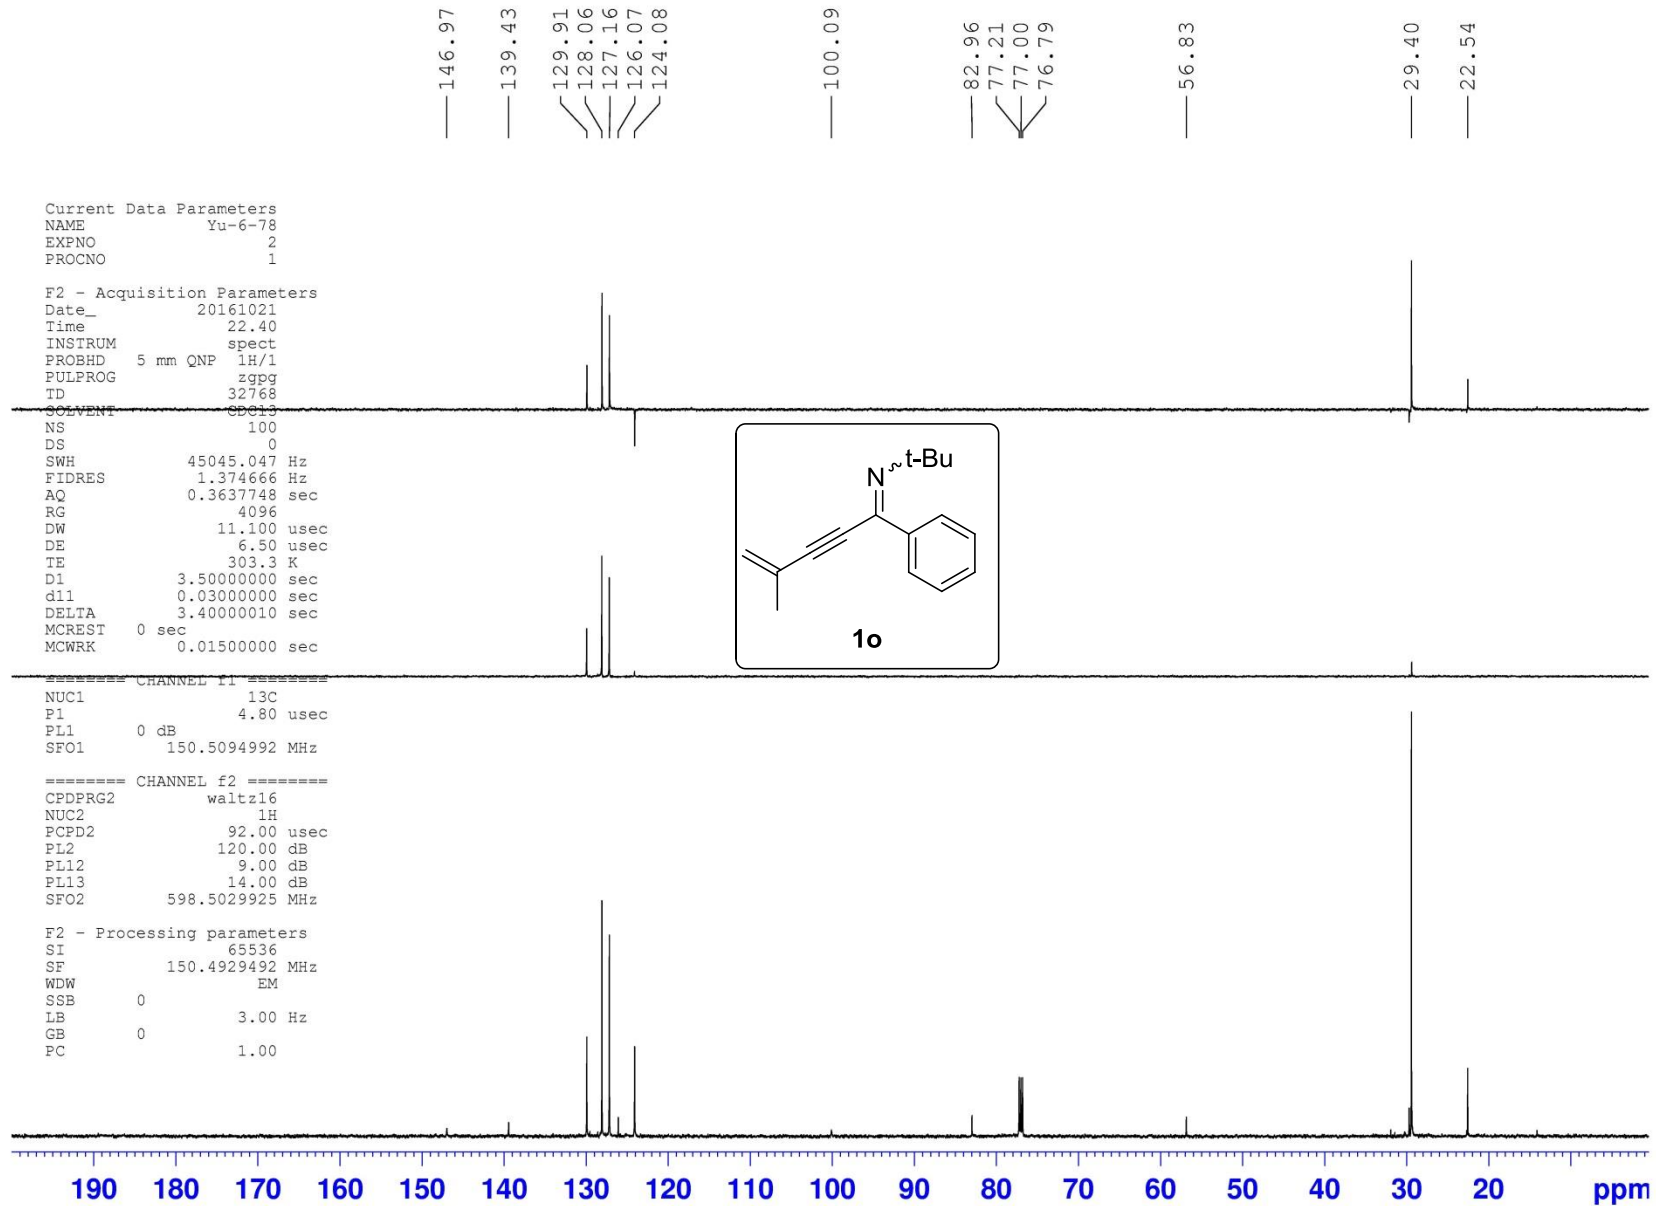 146.97
139.43
129.91
128.06
127.16
126.07
124.08
100.09
82.96
77.21
77.00
76.79
56.83
29.40
22.54
Current Data Parameters
NAME Yu-6-78
EXPNO 2
PROCNO 1
F2 - Acquisition Parameters
Date_ 20161021
Time 22.40
INSTRUM spect
PROBHD 5 mm QNP 1H/1
PULPROG zgpg
TD 32768
SOLVENT CDCl3
NS 100
DS 0
SWH 45045.047 Hz
FIDRES 1.374666 Hz
AQ 0.3637748 sec
RG 4096
DW 11.100 usec
DE 6.50 usec
TE 303.3 K
D1 3.50000000 sec
d11 0.03000000 sec
DELTA 3.40000010 sec
MCREST 0 sec
MCWRK 0.01500000 sec
======== CHANNEL f1 ========
NUC1 13C
P1 4.80 usec
PL1 0 dB
SFO1 150.5094992 MHz
======== CHANNEL f2 ========
CPDPRG2 waltz16
NUC2 1H
PCPD2 92.00 usec
PL2 120.00 dB
PL12 9.00 dB
PL13 14.00 dB
SFO2 598.5029925 MHz
F2 - Processing parameters
SI 65536
SF 150.4929492 MHz
WDW EM
SSB 0
LB 3.00 Hz
GB 0
PC 1.00
N t-Bu
1o
190 180 170 160 150 140 130 120 110 100 90 80 70 60 50 40 30 20 ppm